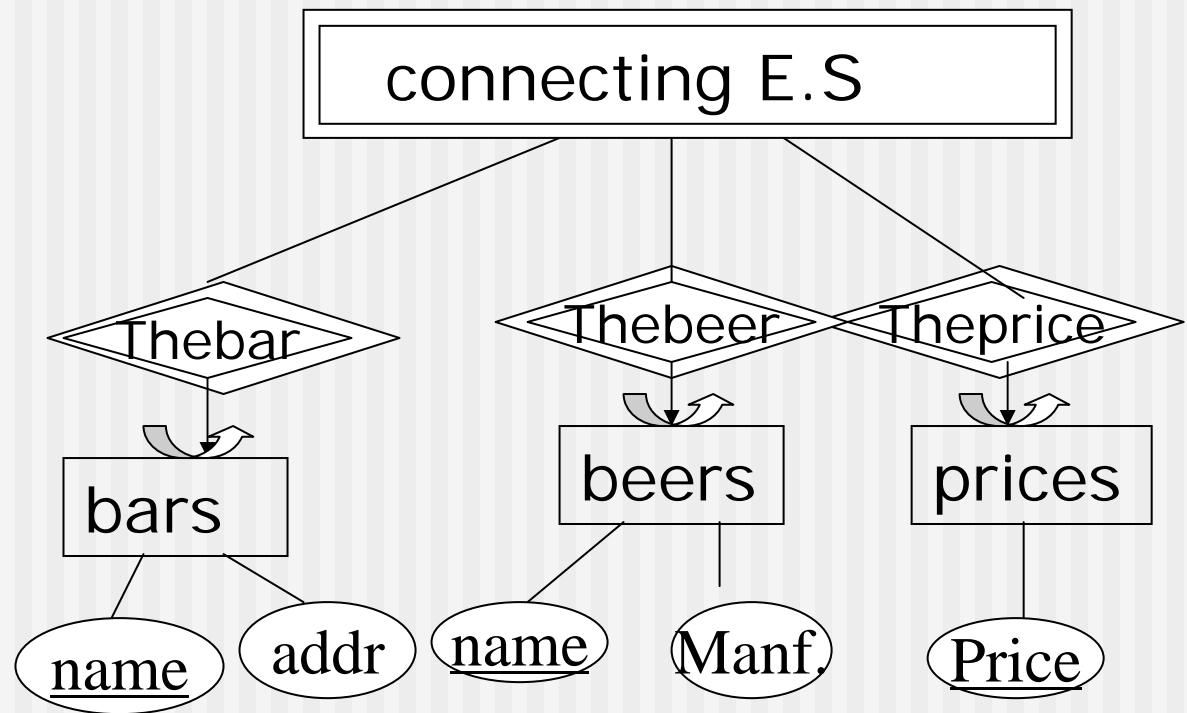 connecting E.S
Thebar
Thebeer
Theprice
bars
beers
prices
name
addr
name
Manf.
Price